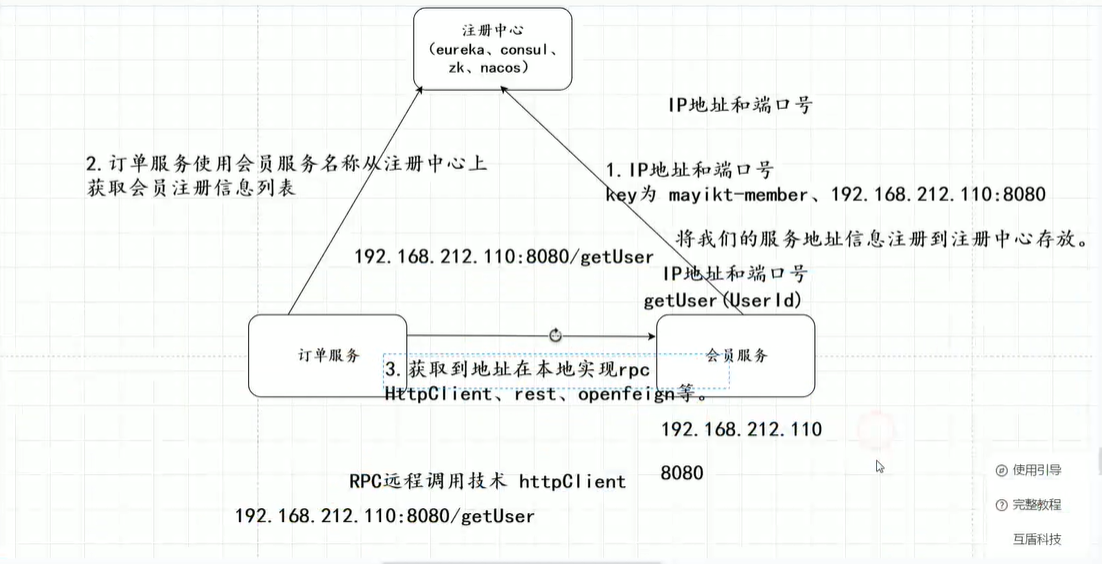 注册中心
（eureka、consul、
zk、nacos）
IP地址和端口号
2.订单服务使用会员服务名称从注册中心上
获取会员注册信息列表
1.IP地址和端口号
key为 mayikt-member、192.168.212.110:8080
将我们的服务地址信息注册到注册中心存放。
192.168.212.110:8080/getUser
IP地址和端口号
getUser(UserId)
订单服务
会员服务
3.获取到地址在本地实现rpc
HttpClient、rest、openfeign等。
192.168.212.110
8080
RPC远程调用技术 httpClient
192.168.212.110:8080/getUser
使用引导
完整教程
互盾科技